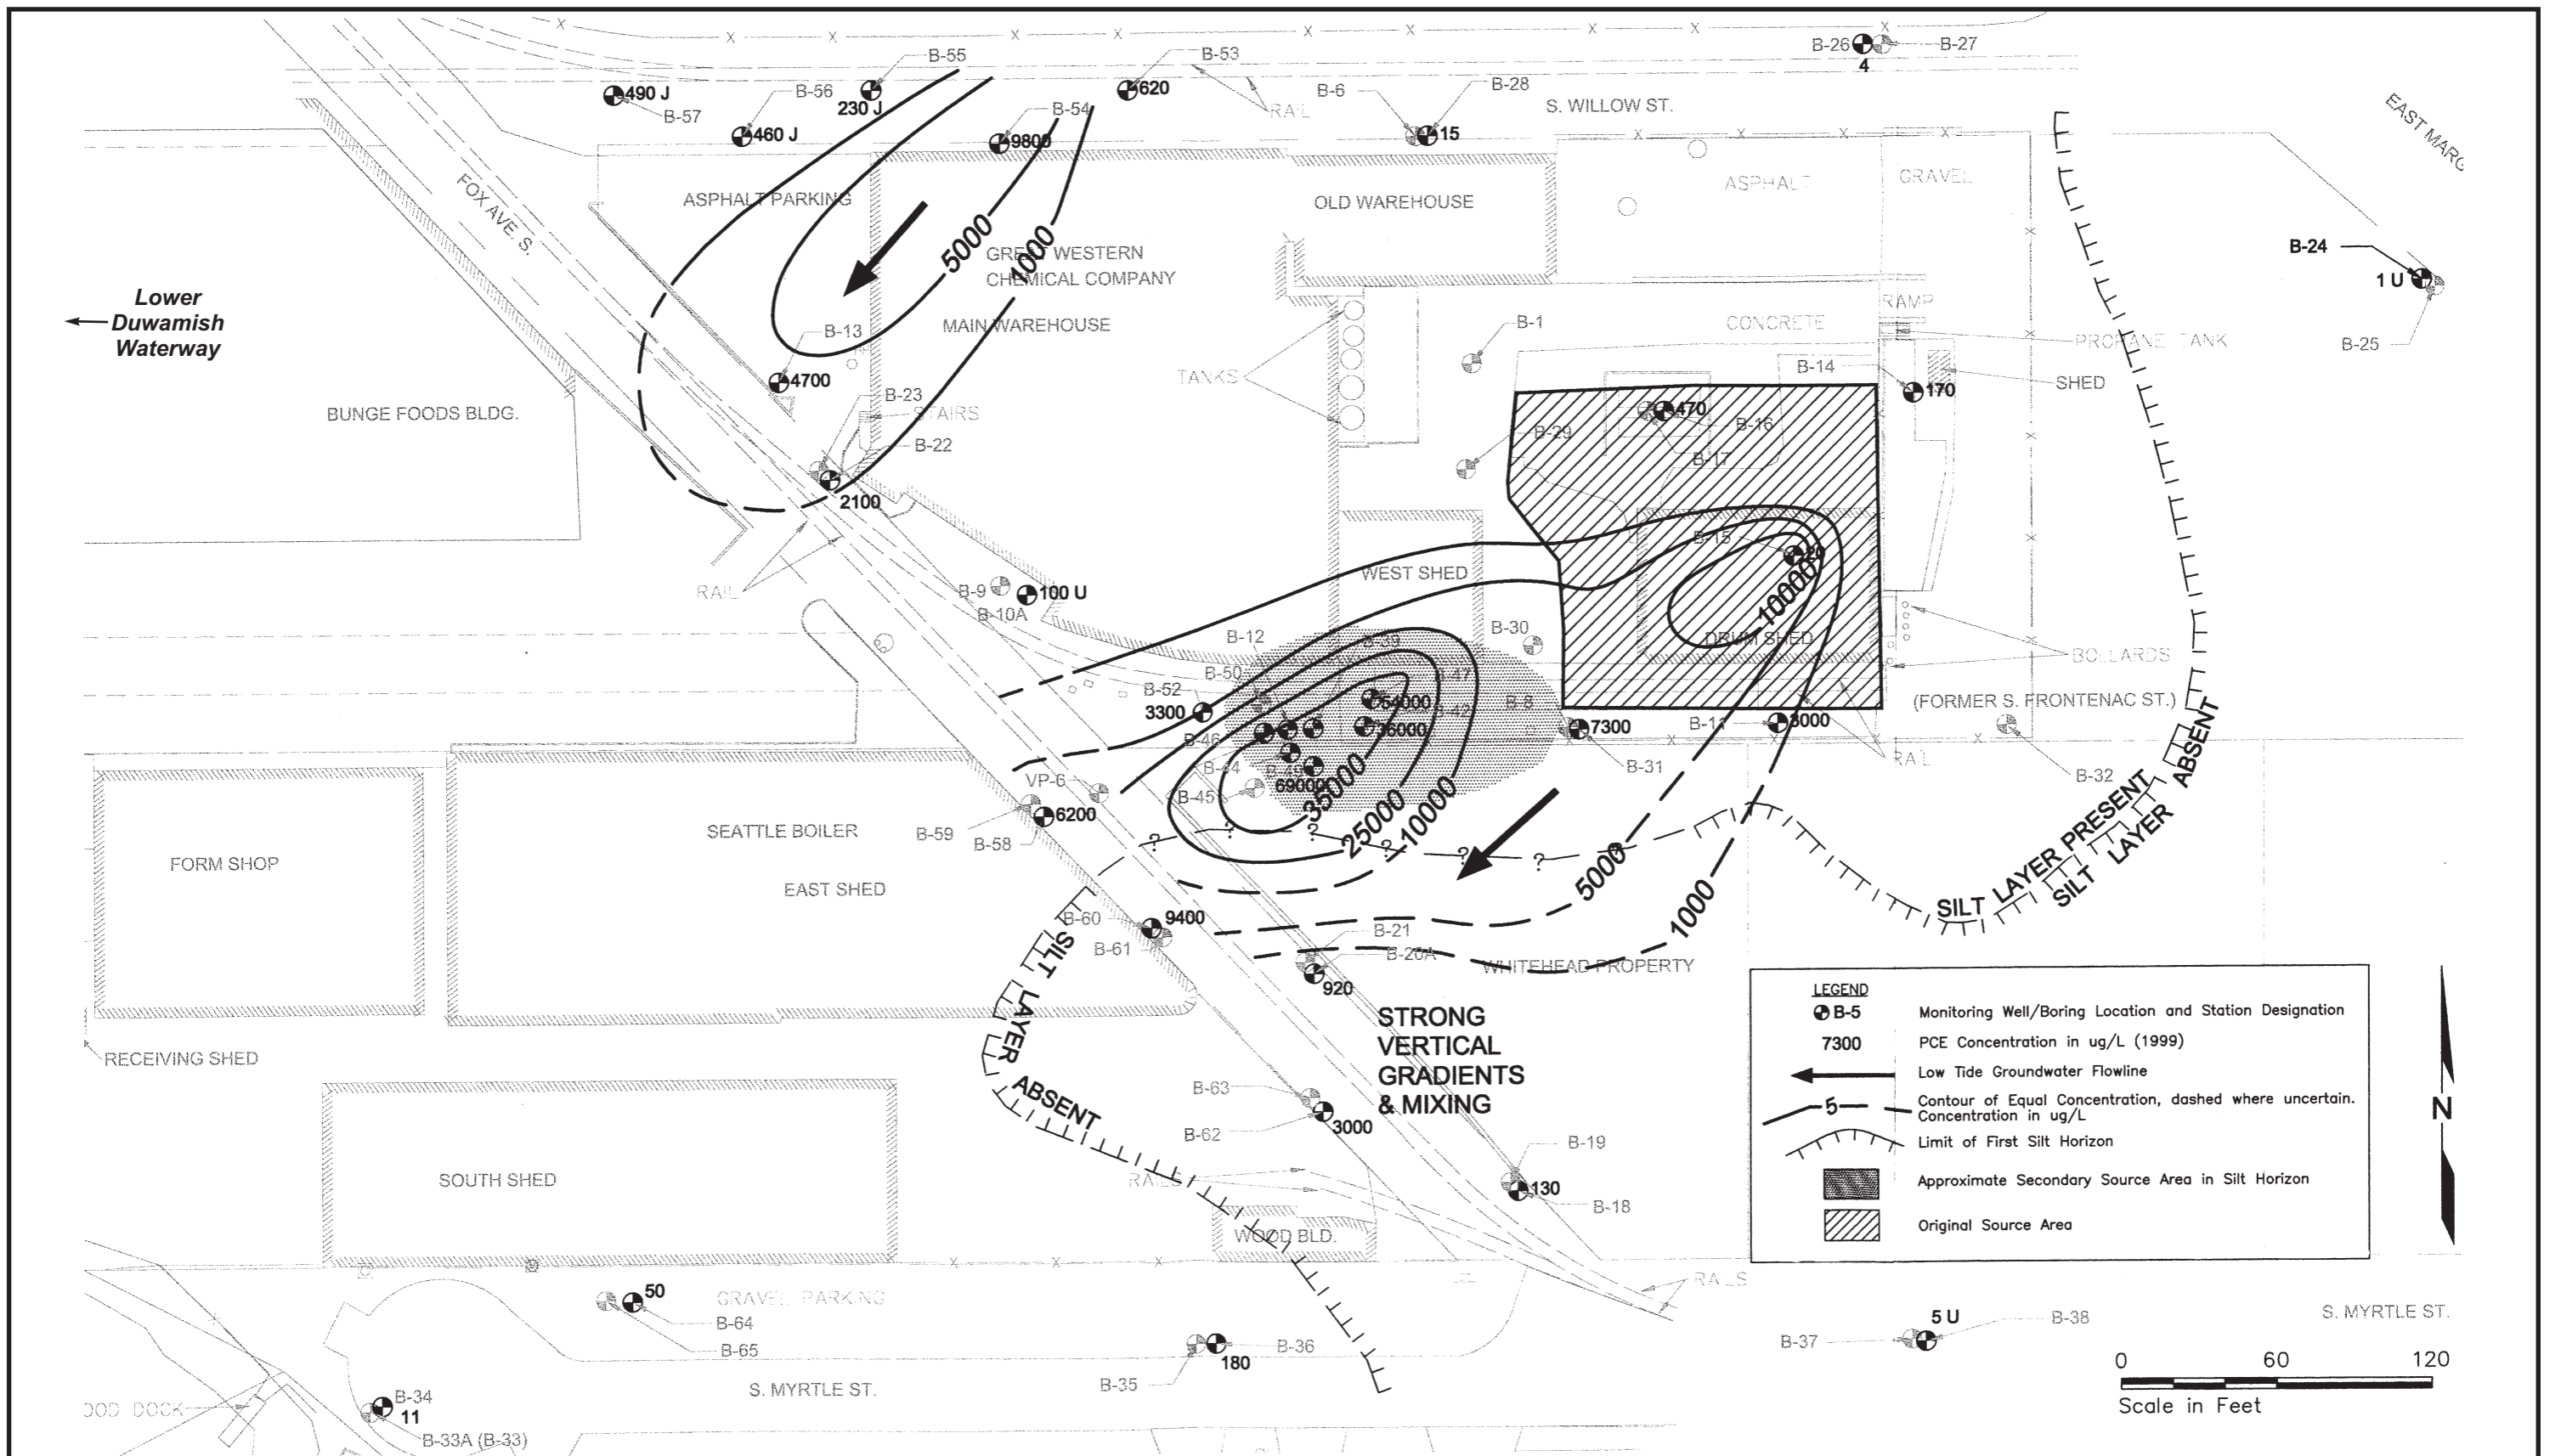 B-55
B-53
B-26
B-27
4
490 J
B-57
B-56
460 J
230 J
620
B-54
9800
RAIL
B-6
B-28
15
S. WILLOW ST.
FOX AVE. S.
ASPHALT PARKING
OLD WAREHOUSE
ASPHALT
GRAVEL
B-24
1 U
B-25
Lower
Duwamish
Waterway
5000
1000
GREAT WESTERN
CHEMICAL COMPANY
MAIN WAREHOUSE
B-13
4700
TANKS
B-1
CONCRETE
RAMP
PROPANE TANK
SHED
B-14
170
BUNGE FOODS BLDG.
B-23
STAIRS
B-22
2100
B-29
470
B-16
B-17
RAIL
B-9
100 U
B-10A
WEST SHED
B-15
20
10000
DRUM SHED
BOLLARDS
(FORMER S. FRONTENAC ST.)
B-12
B-39
B-30
B-50
B-47
B-52
3300
54000
B-42
B-8
36000
B-46
7300
B-31
B-11
3000
RAIL
B-32
B-44
B-45
69000
35000
25000
10000
5000
1000
VP-6
6200
B-59
B-58
SEATTLE BOILER
EAST SHED
FORM SHOP
? ? ? ? ? ? ?
SILT LAYER PRESENT
SILT LAYER ABSENT
B-60
9400
B-61
SILT LAYER ABSENT
B-21
B-20A
920
WHITEHEAD PROPERTY
STRONG
VERTICAL
GRADIENTS
& MIXING
RECEIVING SHED
B-63
B-62
3000
B-19
130
B-18
RAILS
SOUTH SHED
WOOD BLD.
RAILS
LEGEND
B-5 Monitoring Well/Boring Location and Station Designation
7300 PCE Concentration in ug/L (1999)
Low Tide Groundwater Flowline
5 Contour of Equal Concentration, dashed where uncertain.
Concentration in ug/L
Limit of First Silt Horizon
Approximate Secondary Source Area in Silt Horizon
Original Source Area
N
50
B-64
B-65
GRAVEL PARKING
B-36
180
B-35
S. MYRTLE ST.
B-34
11
B-33A (B-33)
5 U
B-37
B-38
S. MYRTLE ST.
0 60 120
Scale in Feet